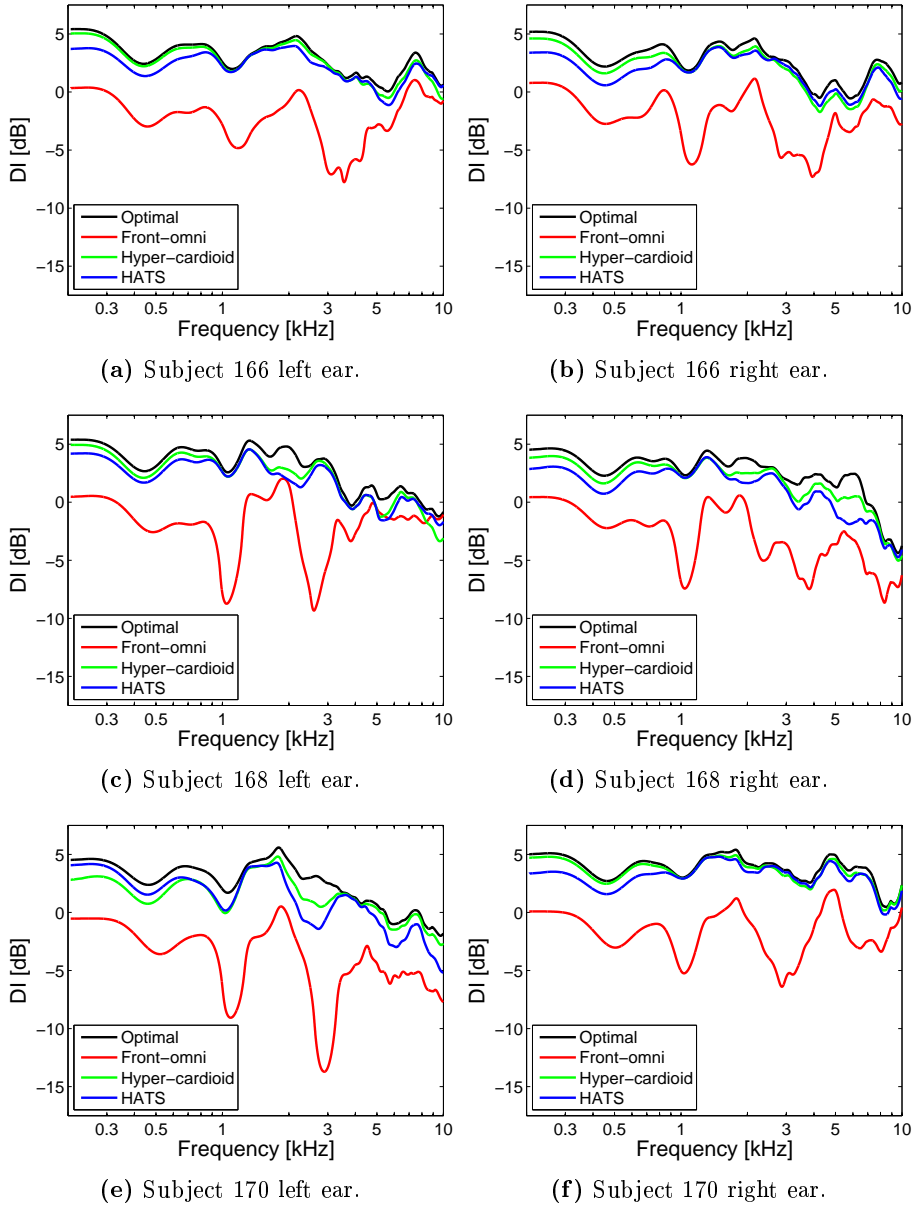 5
0
−5
−10
−15
DI [dB]
Optimal
Front−omni
Hyper−cardioid
HATS
0.3 0.5 1 3 5 10
Frequency [kHz]
(a) Subject 166 left ear.
5
0
−5
−10
−15
DI [dB]
Optimal
Front−omni
Hyper−cardioid
HATS
0.3 0.5 1 3 5 10
Frequency [kHz]
(b) Subject 166 right ear.
5
0
−5
−10
−15
DI [dB]
Optimal
Front−omni
Hyper−cardioid
HATS
0.3 0.5 1 3 5 10
Frequency [kHz]
(c) Subject 168 left ear.
5
0
−5
−10
−15
DI [dB]
Optimal
Front−omni
Hyper−cardioid
HATS
0.3 0.5 1 3 5 10
Frequency [kHz]
(d) Subject 168 right ear.
5
0
−5
−10
−15
DI [dB]
Optimal
Front−omni
Hyper−cardioid
HATS
0.3 0.5 1 3 5 10
Frequency [kHz]
(e) Subject 170 left ear.
5
0
−5
−10
−15
DI [dB]
Optimal
Front−omni
Hyper−cardioid
HATS
0.3 0.5 1 3 5 10
Frequency [kHz]
(f) Subject 170 right ear.